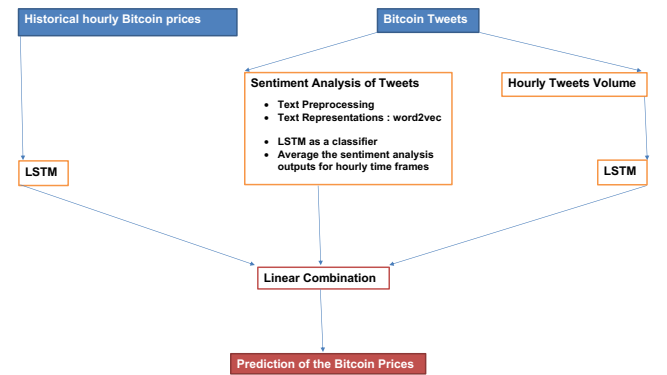 Historical hourly Bitcoin prices
Bitcoin Tweets
Sentiment Analysis of Tweets
• Text Preprocessing
• Text Representations : word2vec
• LSTM as a classifier
• Average the sentiment analysis
outputs for hourly time frames
Hourly Tweets Volume
LSTM
LSTM
Linear Combination
Prediction of the Bitcoin Prices